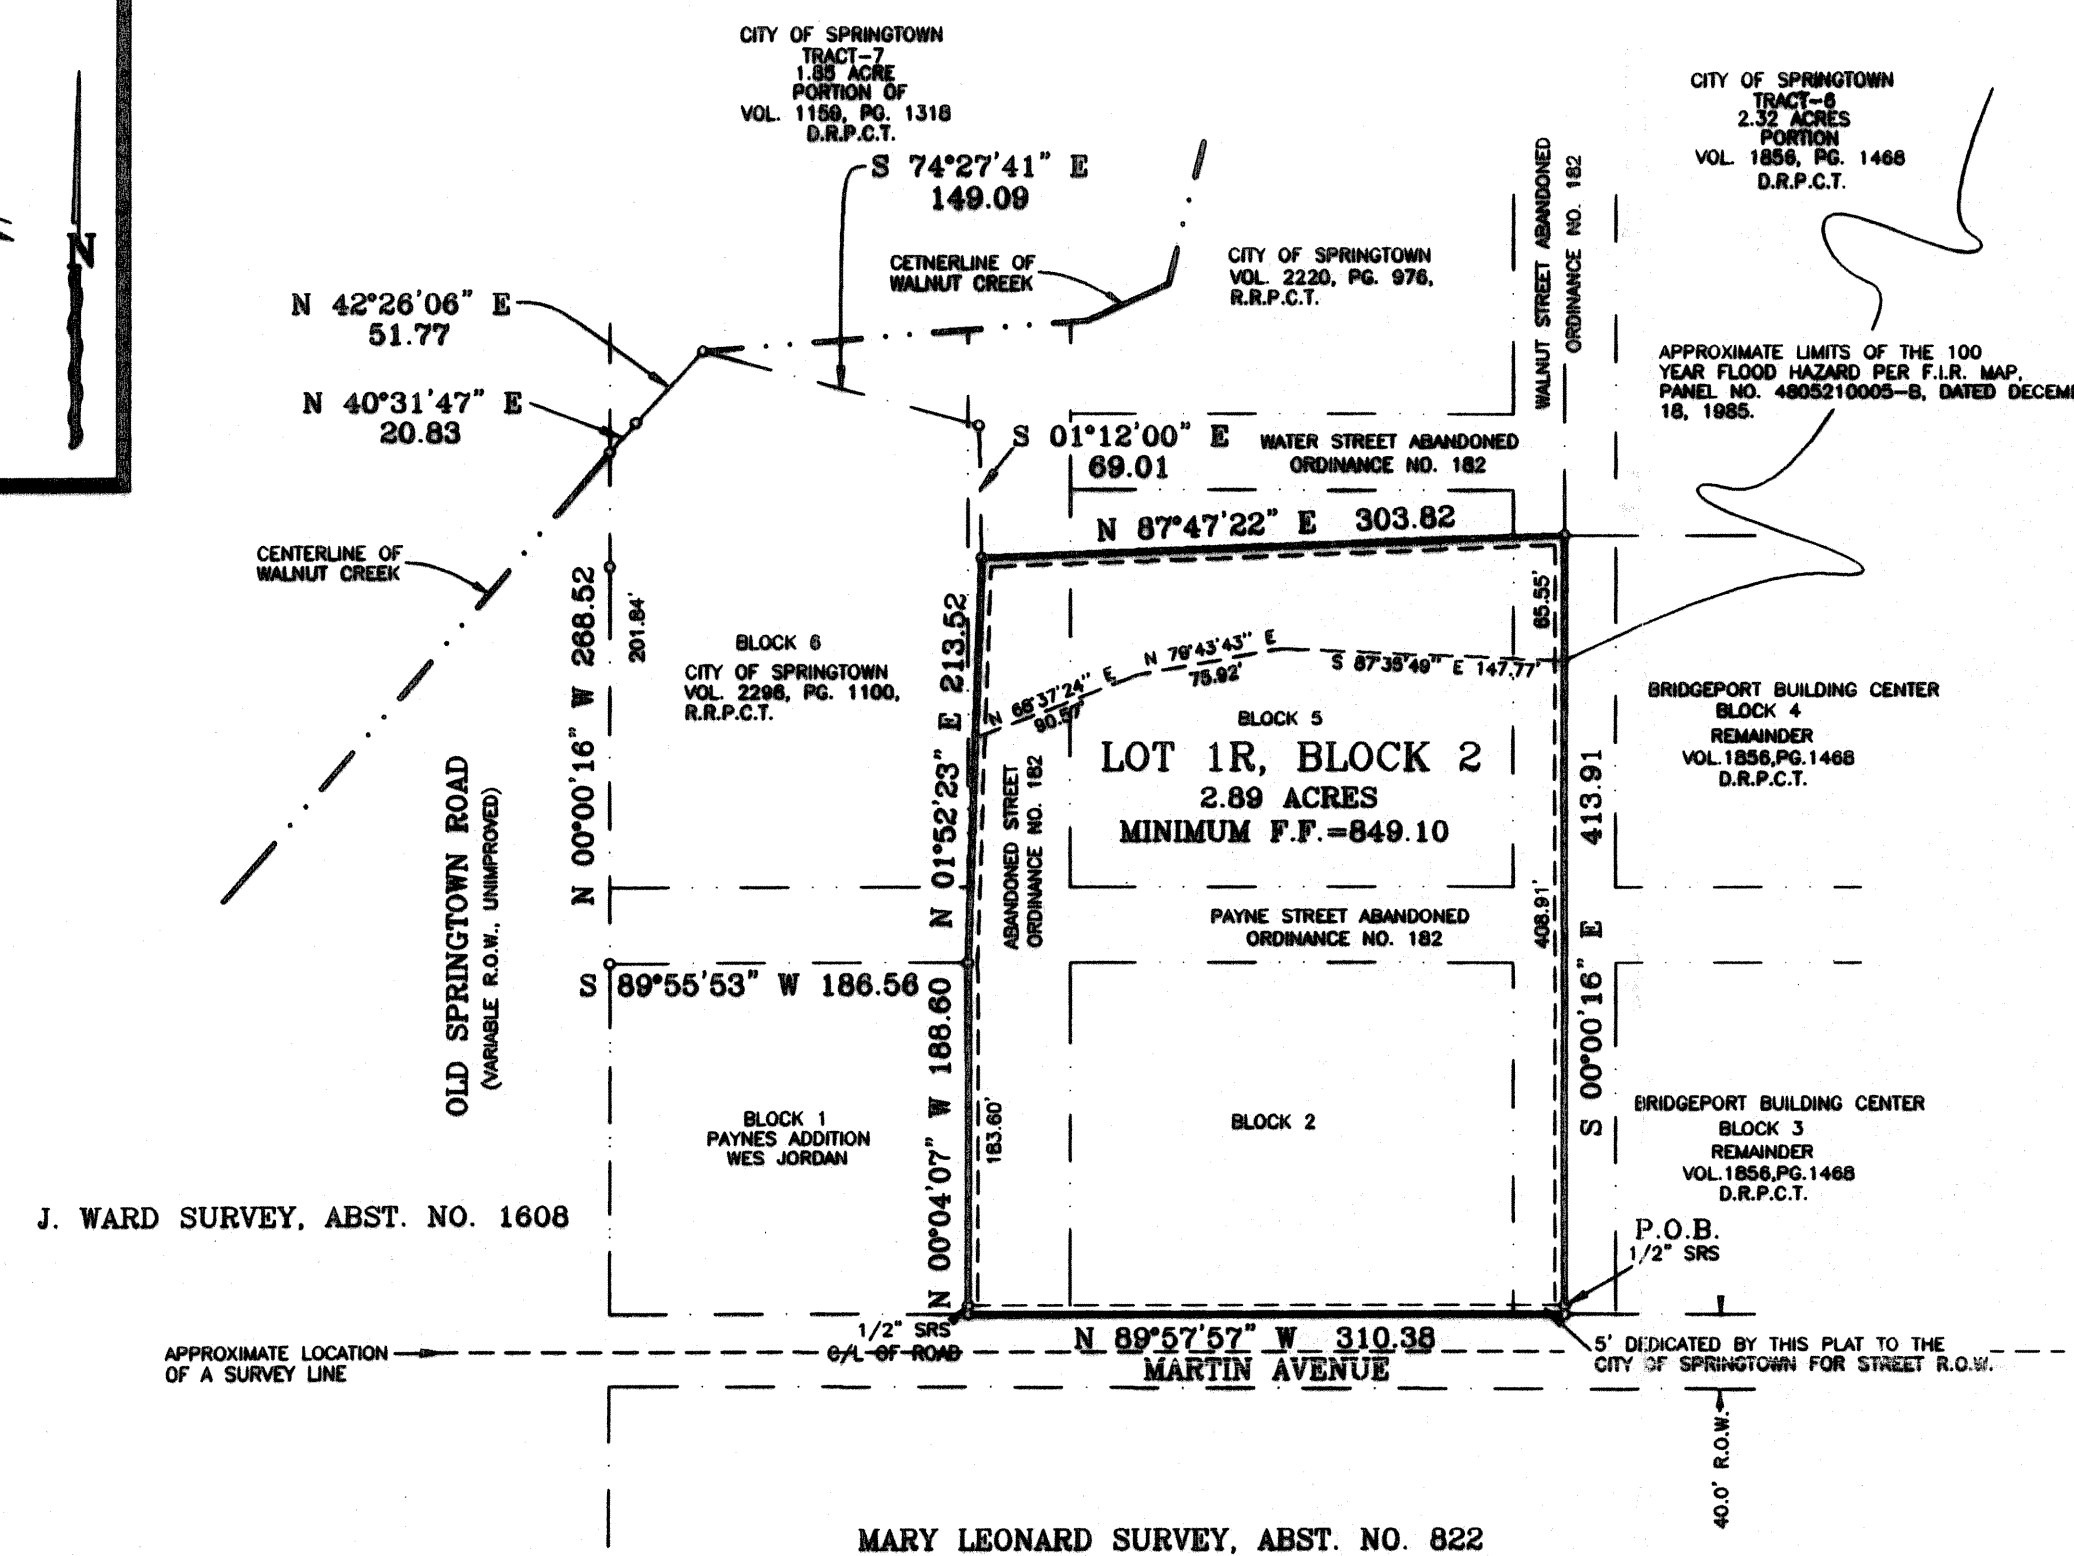 CITY OF SPRINGTOWN
TRACT-7
1.85 ACRE
PORTION OF
VOL. 1159, PG. 1318
D.R.P.C.T.
S 74°27'41" E
149.09
CITY OF SPRINGTOWN
TRACT-6
2.32 ACRES
PORTION
VOL. 1856, PG. 1468
D.R.P.C.T.
WALNUT STREET ABANDONED
ORDINANCE NO. 182
N
CETNERLINE OF
WALNUT CREEK
CITY OF SPRINGTOWN
VOL. 2220, PG. 976,
R.R.P.C.T.
N 42°26'06" E
51.77
N 40°31'47" E
20.83
APPROXIMATE LIMITS OF THE 100
YEAR FLOOD HAZARD PER F.I.R. MAP,
PANEL NO. 4805210005-B, DATED DECEM
18, 1985.
S 01°12'00" E
69.01
WATER STREET ABANDONED
ORDINANCE NO. 182
N 87°47'22" E 303.82
CENTERLINE OF
WALNUT CREEK
N 00°00'16" W 268.52
201.84'
BLOCK 6
CITY OF SPRINGTOWN
VOL. 2296, PG. 1100,
R.R.P.C.T.
N 01°52'23" E 213.52
65.55'
N 66°37'24" E
90.57'
N 79°43'43" E
75.92'
S 87°35'49" E 147.77'
BLOCK 5
LOT 1R, BLOCK 2
2.89 ACRES
MINIMUM F.F.=849.10
ABANDONED STREET
ORDINANCE NO. 182
BRIDGEPORT BUILDING CENTER
BLOCK 4
REMAINDER
VOL.1856,PG.1468
D.R.P.C.T.
OLD SPRINGTOWN ROAD
(VARIABLE R.O.W., UNIMPROVED)
PAYNE STREET ABANDONED
ORDINANCE NO. 182
408.91'
S 00°00'16" E 413.91
S 89°55'53" W 186.56
N 00°04'07" W 188.60
183.60'
BLOCK 1
PAYNES ADDITION
WES JORDAN
BLOCK 2
BRIDGEPORT BUILDING CENTER
BLOCK 3
REMAINDER
VOL.1856,PG.1468
D.R.P.C.T.
J. WARD SURVEY, ABST. NO. 1608
P.O.B.
1/2" SRS
1/2" SRS
C/L OF ROAD
N 89°57'57" W 310.38
MARTIN AVENUE
5' DEDICATED BY THIS PLAT TO THE
CITY OF SPRINGTOWN FOR STREET R.O.W.
APPROXIMATE LOCATION
OF A SURVEY LINE
40.0' R.O.W.
MARY LEONARD SURVEY, ABST. NO. 822